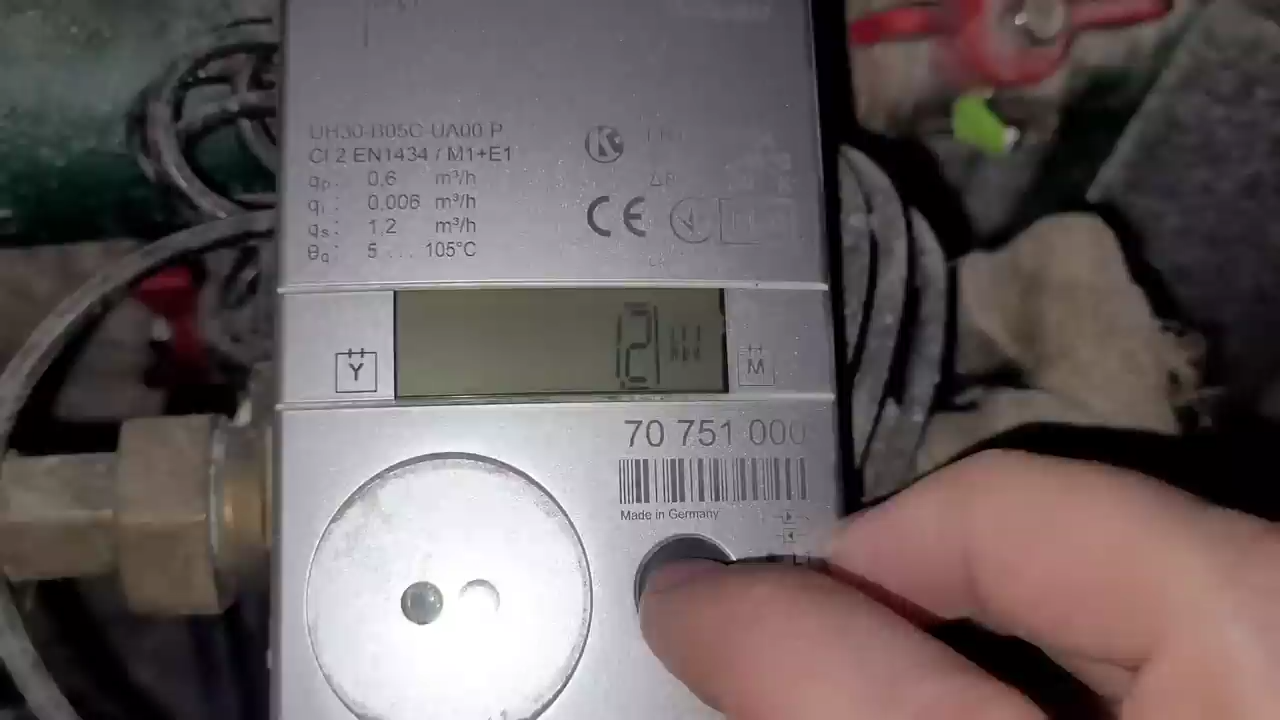 UH30-B05C-UA00 P
Cl 2 EN1434 / M1+E1
qp: 0,6 m³/h
qi: 0.006 m³/h
qs: 1,2 m³/h
θq: 5 ... 105°C
ΔP
CE
Y
M
70 751 000
Made in Germany